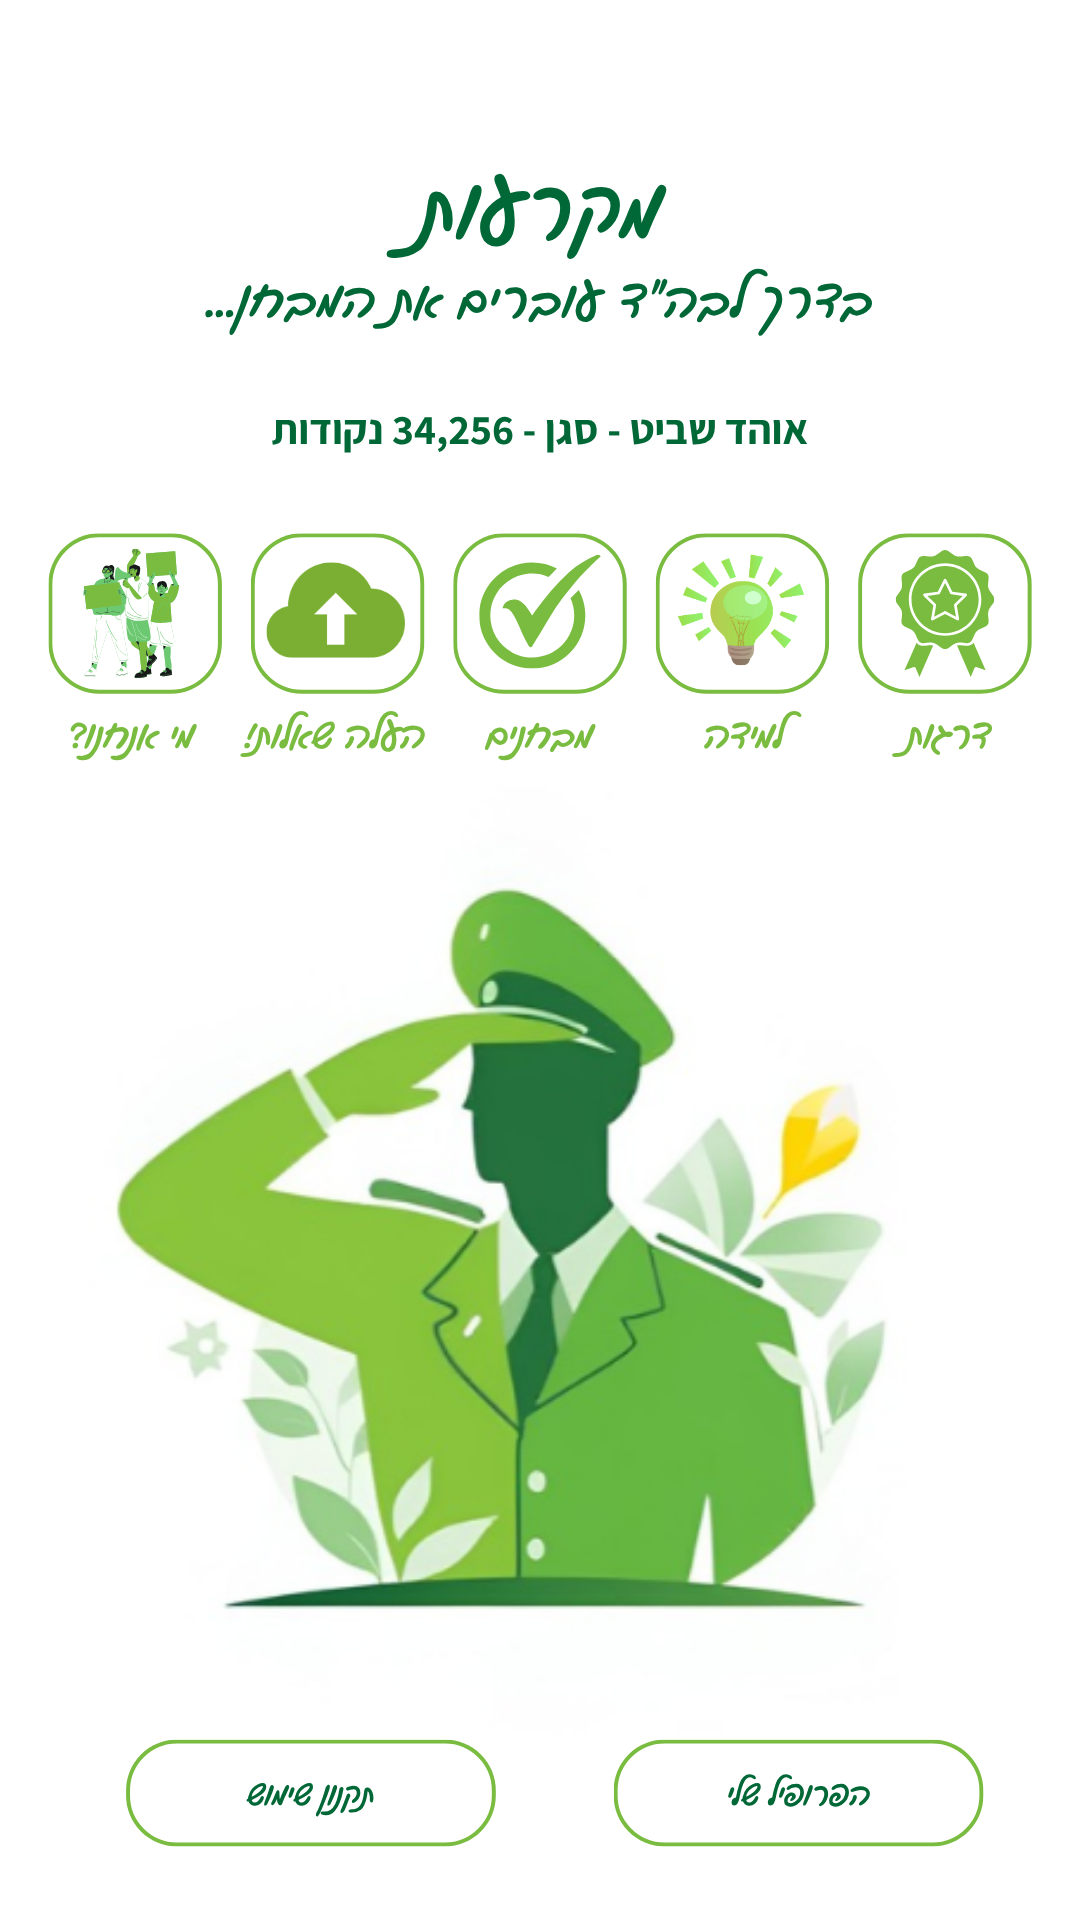 מקרעות
בדרך לבה"ד עוברים את המבחן...
אוהד שביט - סגן - 34,256 נקודות
דרגות
למידה
מבחנים
העלה שאלות!
מי אנחנו?
הפרופיל שלי
תקנון שימוש